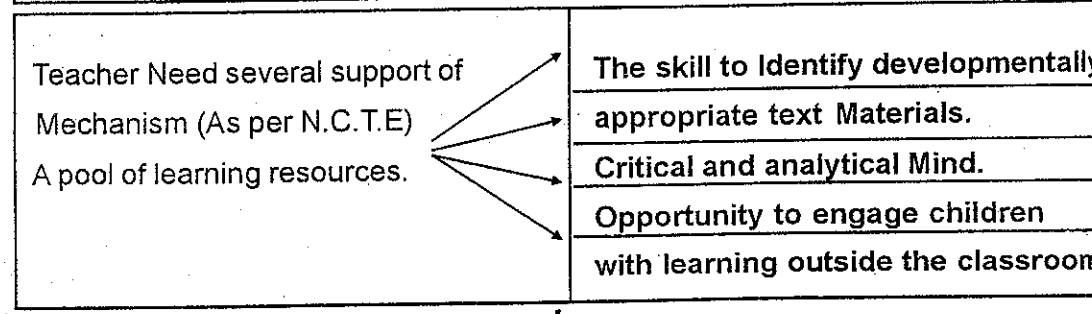 Teacher Need several support of
Mechanism (As per N.C.T.E)
A pool of learning resources.
The skill to Identify developmentally
appropriate text Materials.
Critical and analytical Mind.
Opportunity to engage children
with learning outside the classroom